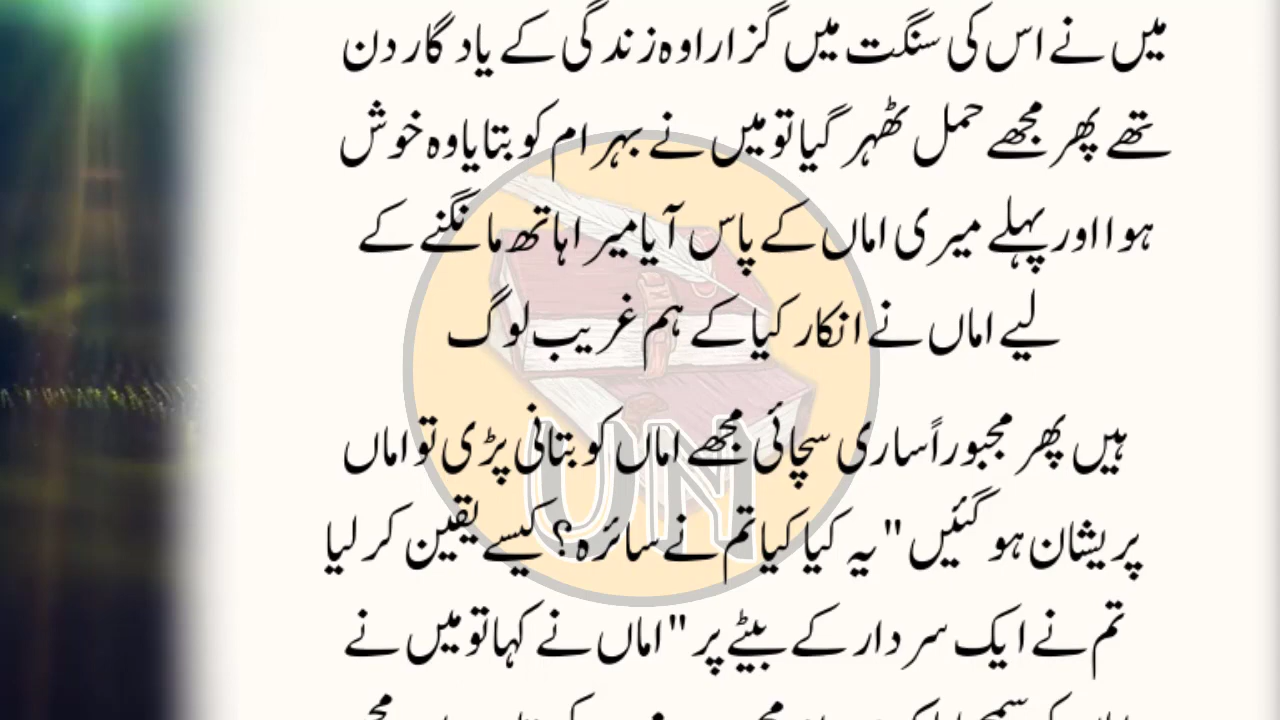 میں نے اس کی سنگت میں گزارا وہ زندگی کے یادگار دن
تھے پھر مجھے حمل ٹھہر گیا تو میں نے بہرام کو بتایا وہ خوش
ہوا اور پہلے میری اماں کے پاس آیا میرا ہاتھ مانگنے کے
لیے اماں نے انکار کیا کے ہم غریب لوگ
ہیں پھر مجبوراً ساری سچائی مجھے اماں کو بتانی پڑی تو اماں
پریشان ہو گئیں "یہ کیا کیا تم نے سائرہ؟ کیسے یقین کر لیا
تم نے ایک سردار کے بیٹے پر" اماں نے کہا تو میں نے
UN